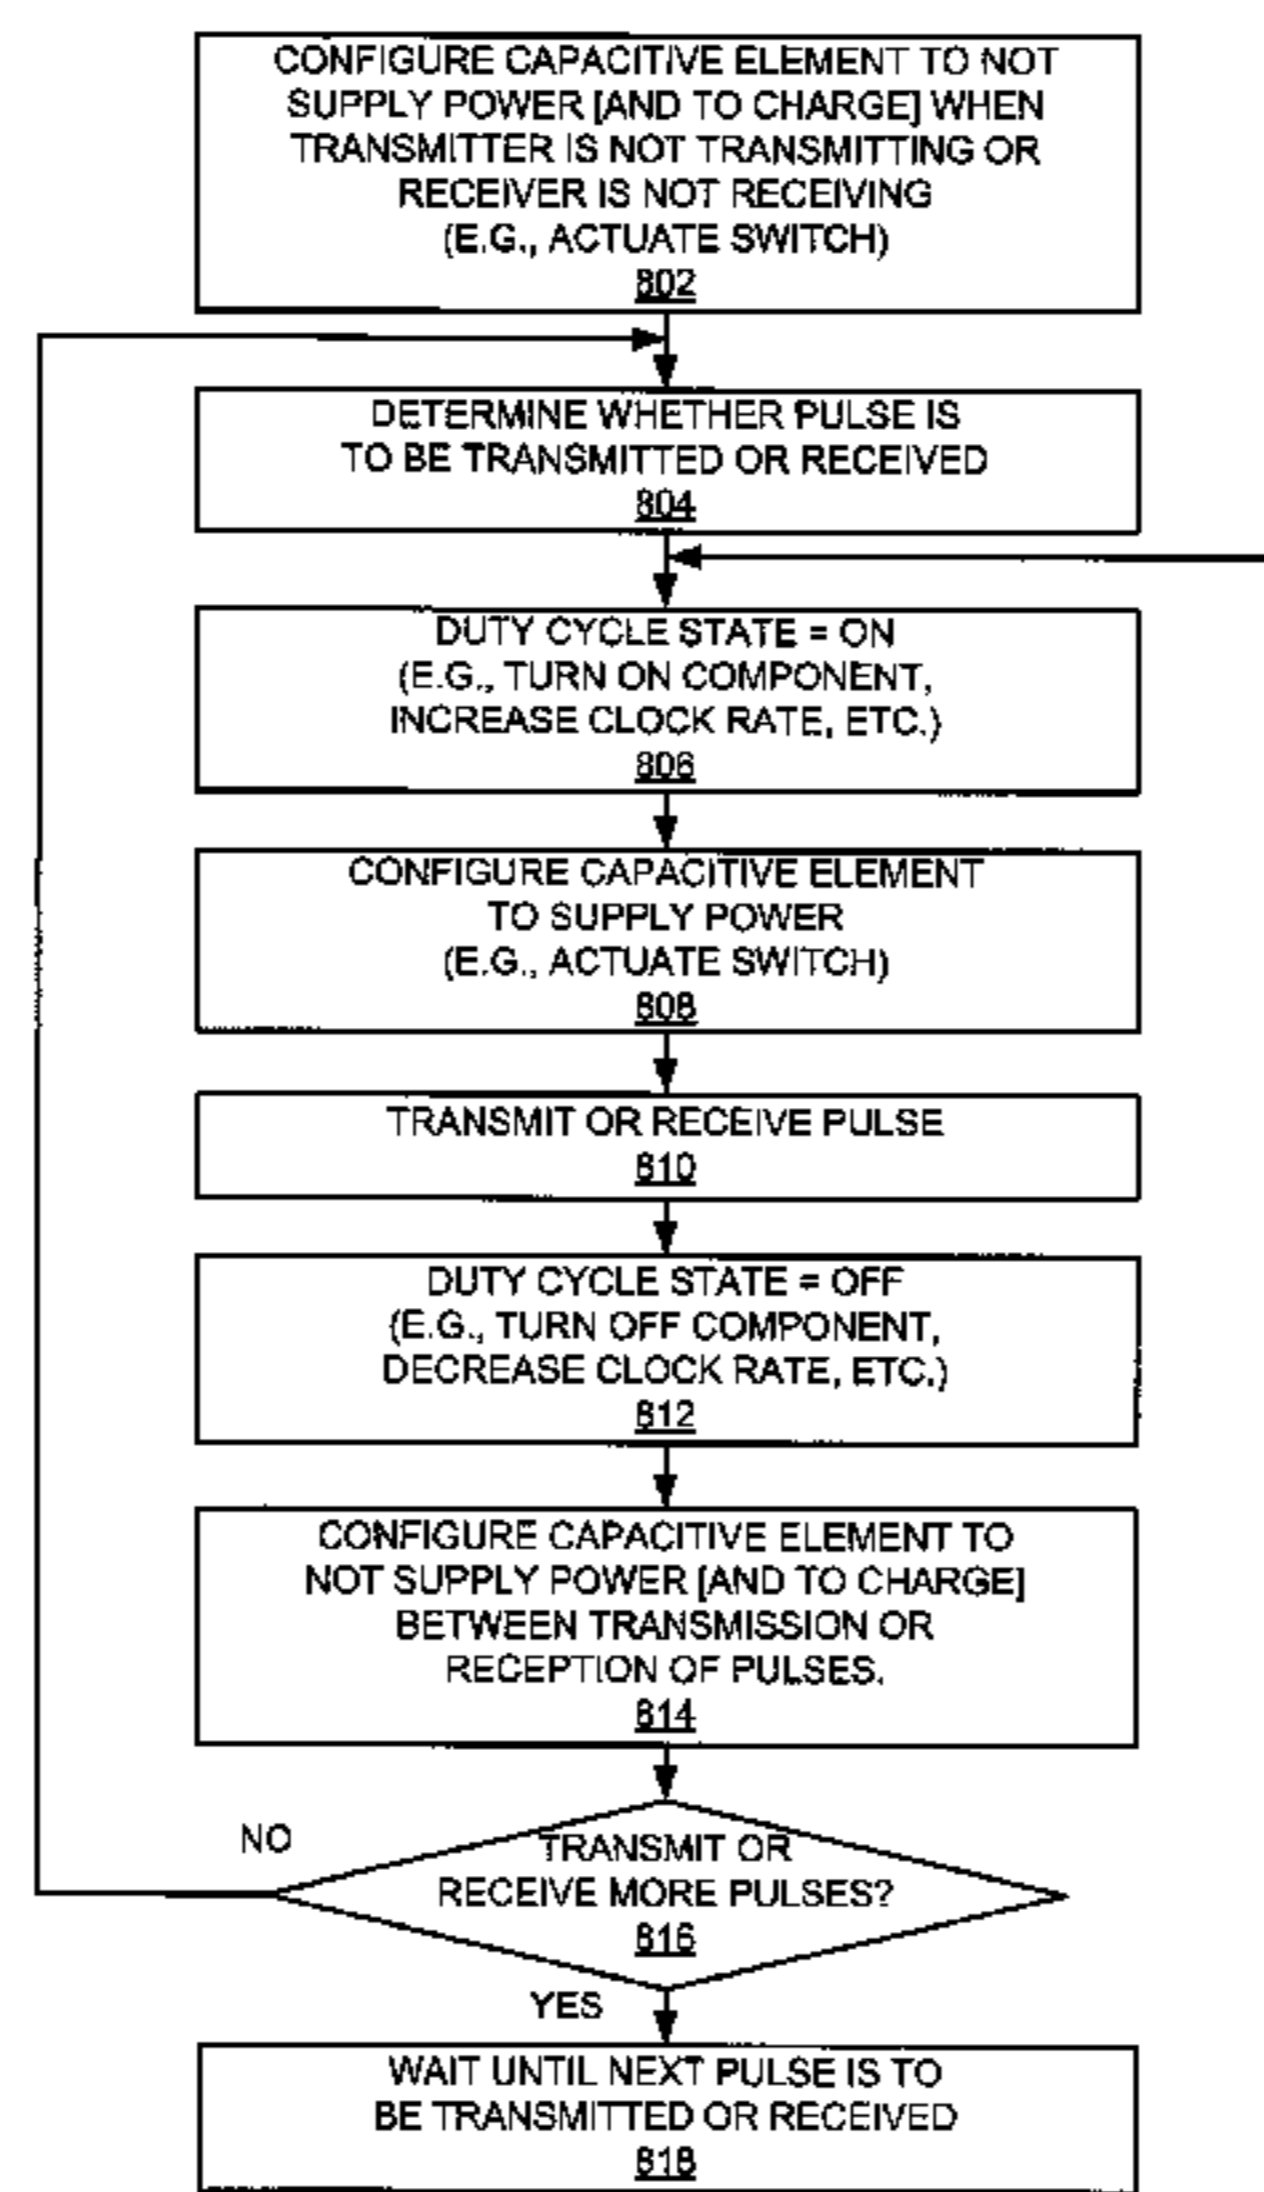 CONFIGURE CAPACITIVE ELEMENT TO NOT
SUPPLY POWER [AND TO CHARGE] WHEN
TRANSMITTER IS NOT TRANSMITTING OR
RECEIVER IS NOT RECEIVING
(E.G., ACTUATE SWITCH)
802
DETERMINE WHETHER PULSE IS
TO BE TRANSMITTED OR RECEIVED
804
DUTY CYCLE STATE = ON
(E.G., TURN ON COMPONENT,
INCREASE CLOCK RATE, ETC.)
806
CONFIGURE CAPACITIVE ELEMENT
TO SUPPLY POWER
(E.G., ACTUATE SWITCH)
808
TRANSMIT OR RECEIVE PULSE
810
DUTY CYCLE STATE = OFF
(E.G., TURN OFF COMPONENT,
DECREASE CLOCK RATE, ETC.)
812
CONFIGURE CAPACITIVE ELEMENT TO
NOT SUPPLY POWER [AND TO CHARGE]
BETWEEN TRANSMISSION OR
RECEPTION OF PULSES.
814
NO
TRANSMIT OR
RECEIVE MORE PULSES?
816
YES
WAIT UNTIL NEXT PULSE IS TO
BE TRANSMITTED OR RECEIVED
818